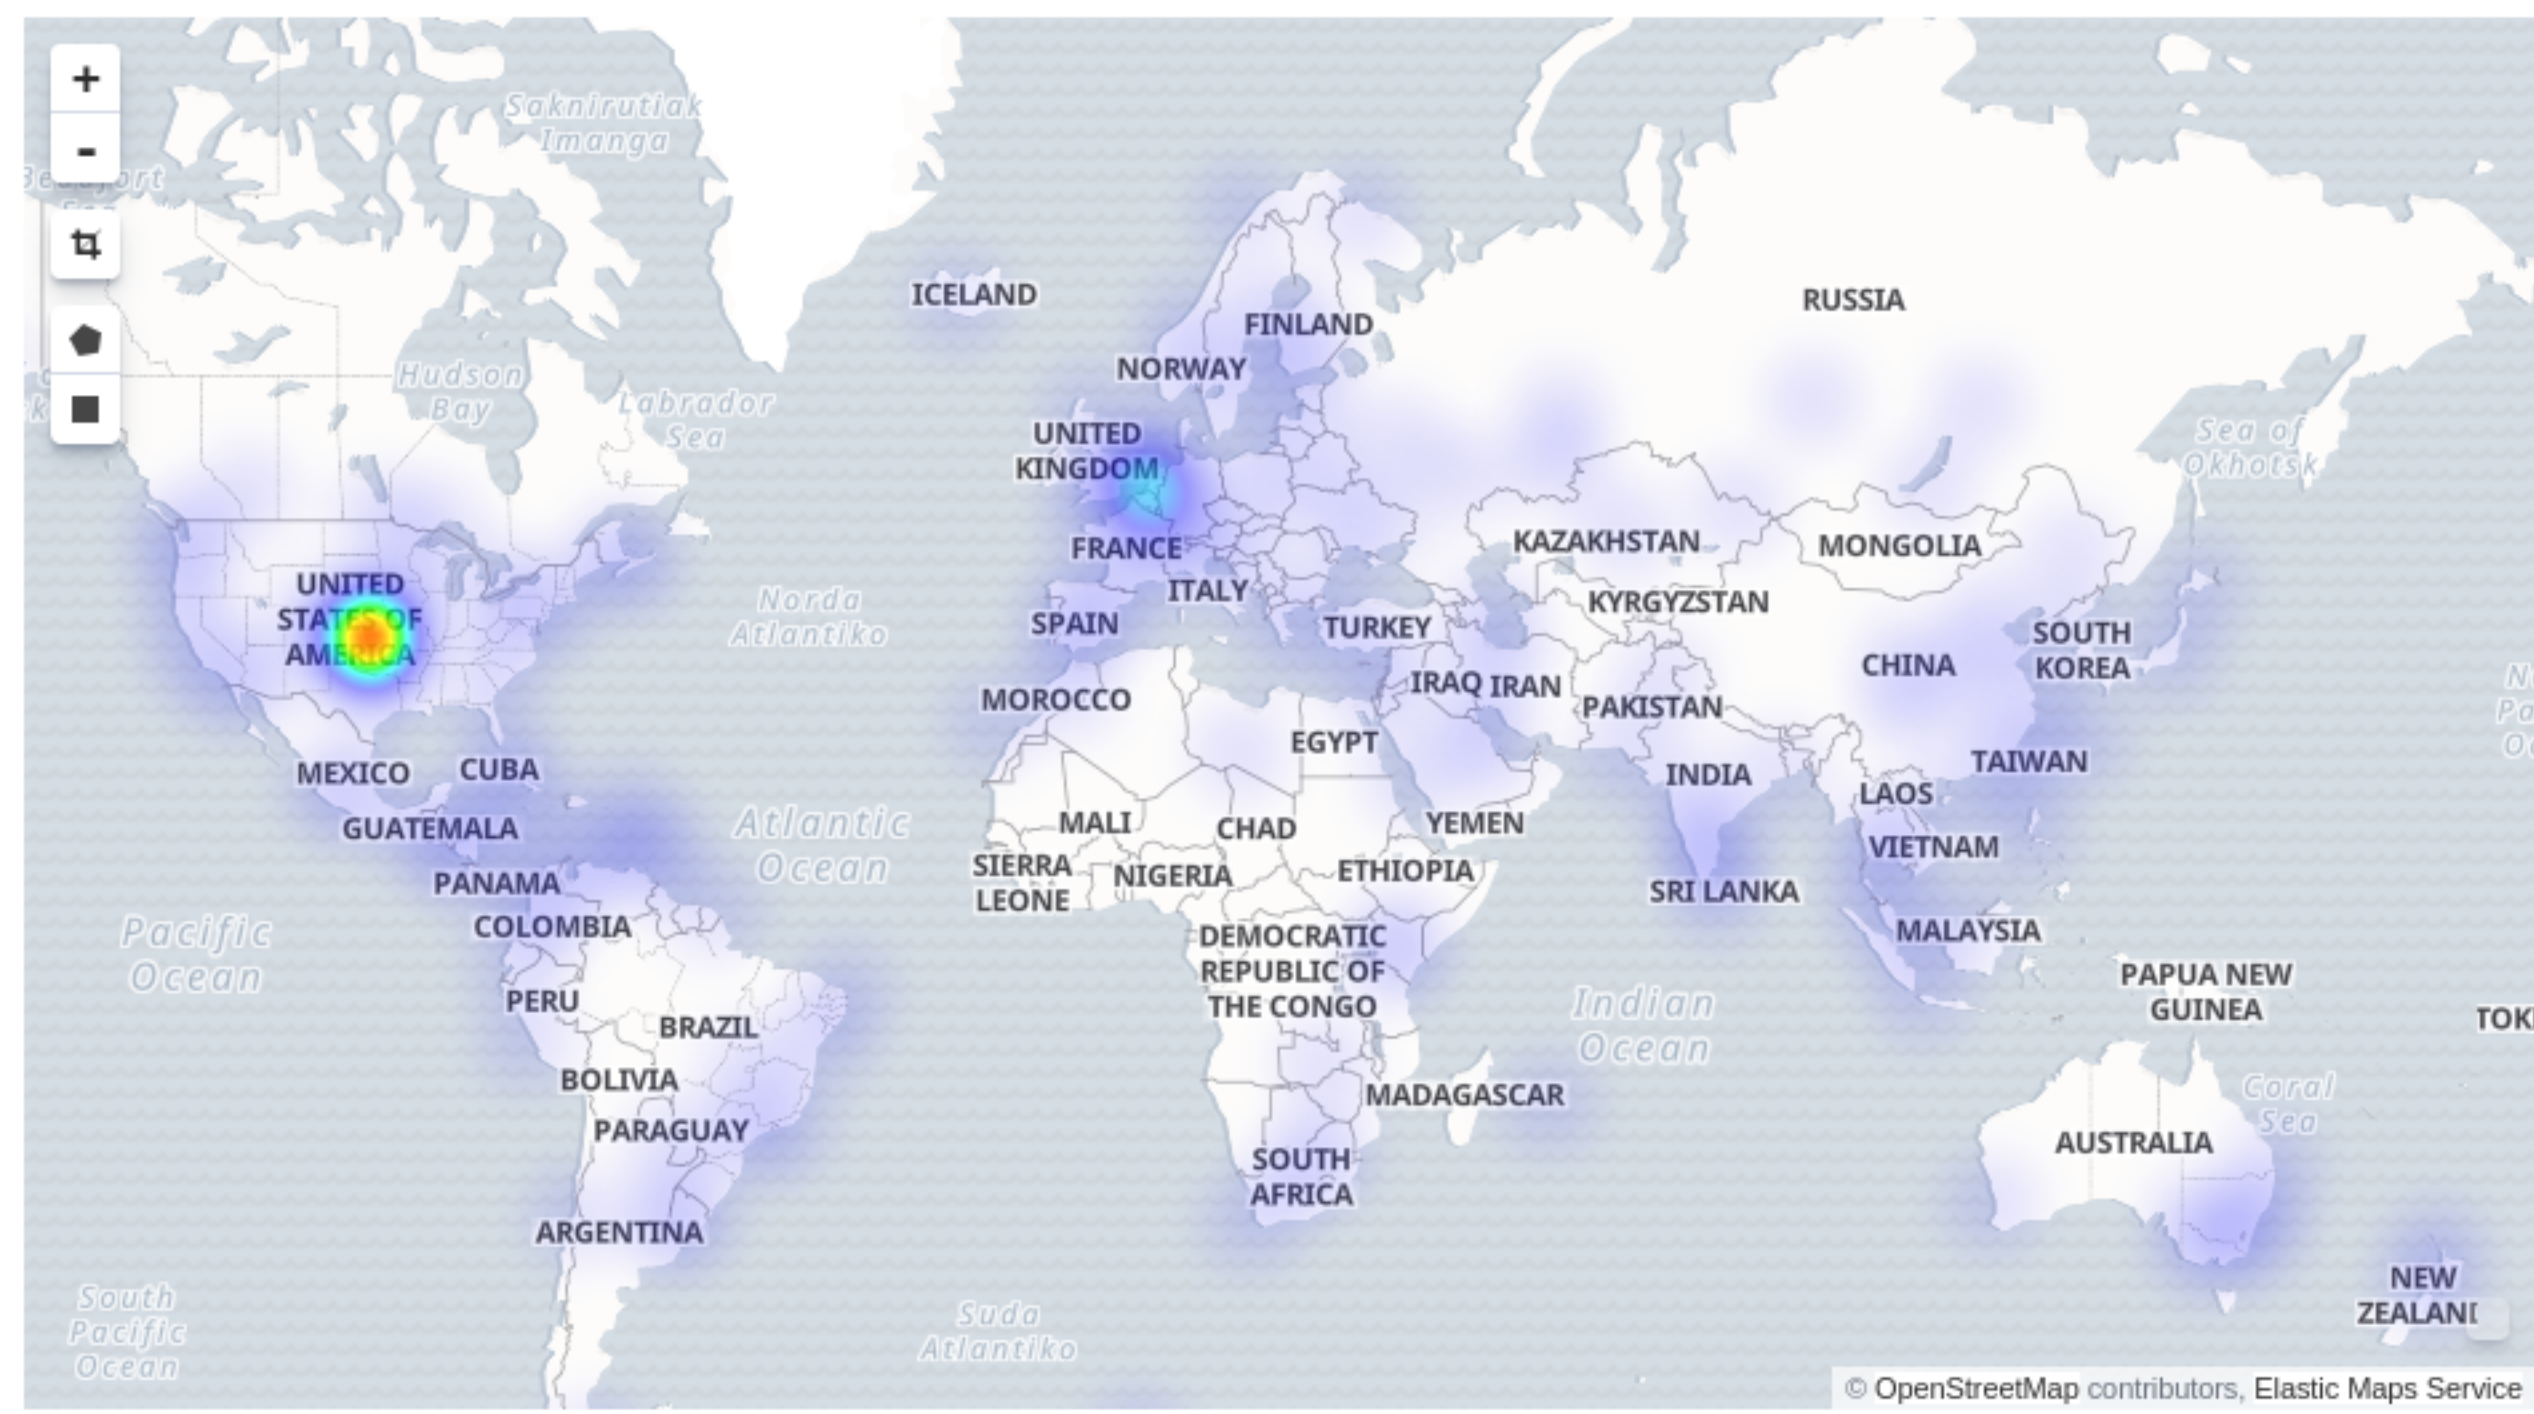 +
-
Saknirutiak
Imanga
ICELAND
RUSSIA
FINLAND
NORWAY
Hudson
Bay
Labrador
Sea
UNITED
KINGDOM
Sea of
Okhotsk
FRANCE
KAZAKHSTAN
MONGOLIA
UNITED
STATES OF
AMERICA
ITALY
KYRGYZSTAN
Norda
Atlantiko
SPAIN
TURKEY
SOUTH
KOREA
CHINA
IRAQ
IRAN
MOROCCO
PAKISTAN
EGYPT
MEXICO
CUBA
INDIA
TAIWAN
LAOS
GUATEMALA
Atlantic
Ocean
MALI
CHAD
YEMEN
VIETNAM
SIERRA
LEONE
NIGERIA
ETHIOPIA
PANAMA
SRI LANKA
COLOMBIA
MALAYSIA
Pacific
Ocean
DEMOCRATIC
REPUBLIC OF
THE CONGO
PAPUA NEW
GUINEA
PERU
Indian
Ocean
TOK
BRAZIL
BOLIVIA
MADAGASCAR
Coral
Sea
PARAGUAY
AUSTRALIA
SOUTH
AFRICA
ARGENTINA
NEW
ZEALAND
South
Pacific
Ocean
Suda
Atlantiko
© OpenStreetMap contributors, Elastic Maps Service